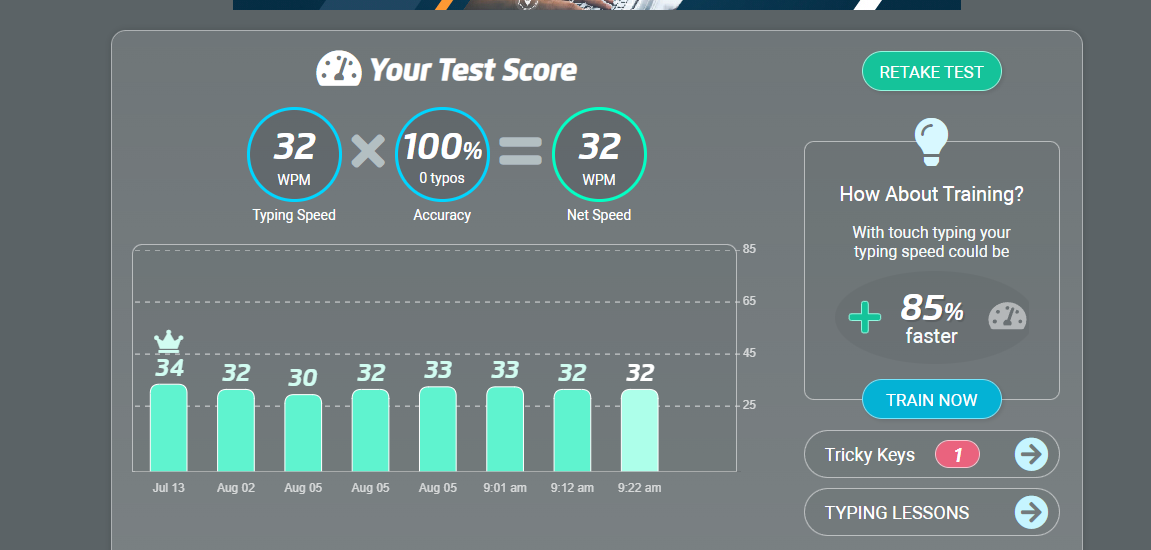 Your Test Score
RETAKE TEST
32
WPM
Typing Speed
100%
0 typos
Accuracy
32
WPM
Net Speed
How About Training?
With touch typing your
typing speed could be
85%
faster
TRAIN NOW
Tricky Keys 1
TYPING LESSONS
85
65
45
25
34 32 30 32 33 33 32 32
Jul 13 Aug 02 Aug 05 Aug 05 Aug 05 9:01 am 9:12 am 9:22 am